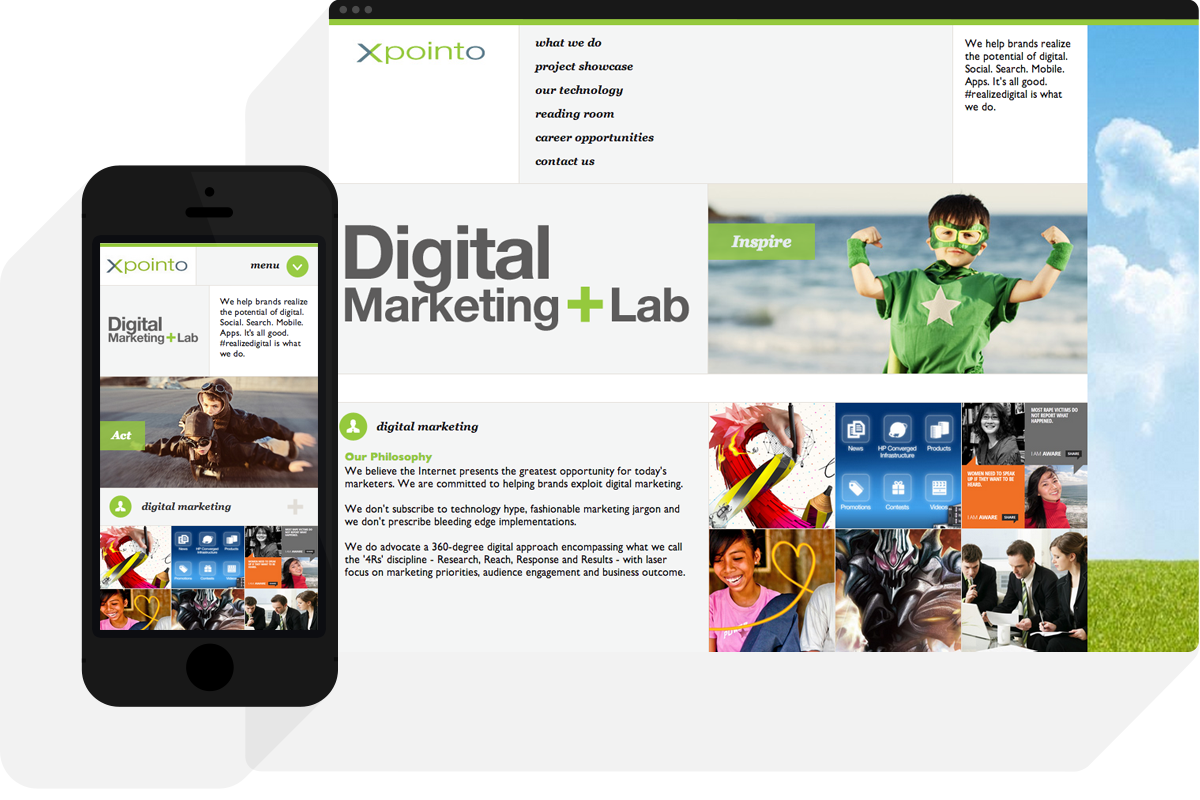 Xpointo
what we do
project showcase
our technology
reading room
career opportunities
contact us
We help brands realize
the potential of digital.
Social. Search. Mobile.
Apps. It's all good.
#realizedigital is what
we do.
Digital
Marketing + Lab
Inspire
digital marketing
Our Philosophy
We believe the Internet presents the greatest opportunity for today's
marketers. We are committed to helping brands exploit digital marketing.
We don't subscribe to technology hype, fashionable marketing jargon and
we don't prescribe bleeding edge implementations.
We do advocate a 360-degree digital approach encompassing what we call
the '4Rs' discipline - Research, Reach, Response and Results - with laser
focus on marketing priorities, audience engagement and business outcome.
News
HP Converged
Infrastructure
Products
Promotions
Contests
Videos
MOST RAPE VICTIMS DO
NOT REPORT WHAT
HAPPENED.
I AM AWARE SHARE
WOMEN NEED TO SPEAK
UP IF THEY WANT TO BE
HEARD.
I AM AWARE SHARE
Xpointo
menu
Digital
Marketing + Lab
We help brands realize
the potential of digital.
Social. Search. Mobile.
Apps. It's all good.
#realizedigital is what
we do.
Act
digital marketing
News
HP Converged
Infrastructure
Products
Promotions
Contests
Videos